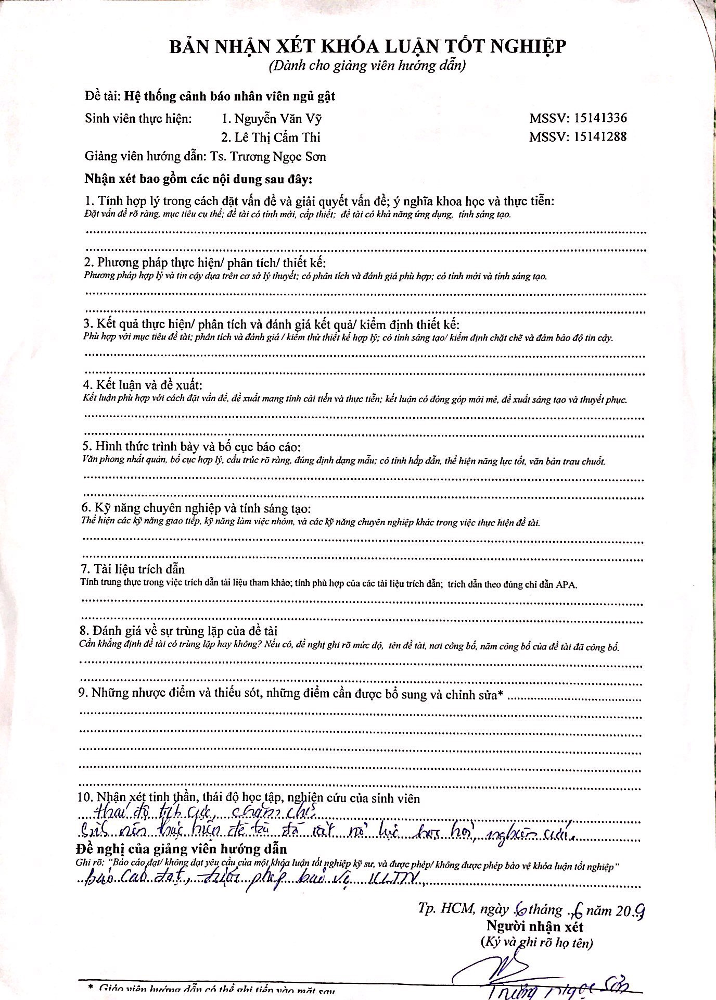 BẢN NHẬN XÉT KHÓA LUẬN TỐT NGHIỆP
(Dành cho giảng viên hướng dẫn)
Đề tài: Hệ thống cảnh báo nhân viên ngủ gật
Sinh viên thực hiện: 1. Nguyễn Văn Vỹ MSSV: 15141336
2. Lê Thị Cẩm Thi MSSV: 15141288
Giảng viên hướng dẫn: Ts. Trương Ngọc Sơn
Nhận xét bao gồm các nội dung sau đây:
1. Tính hợp lý trong cách đặt vấn đề và giải quyết vấn đề; ý nghĩa khoa học và thực tiễn:
Đặt vấn đề rõ ràng, mục tiêu cụ thể; đề tài có tính mới, cấp thiết; đề tài có khả năng ứng dụng, tính sáng tạo.
2. Phương pháp thực hiện/ phân tích/ thiết kế:
Phương pháp hợp lý và tin cậy dựa trên cơ sở lý thuyết; có phân tích và đánh giá phù hợp; có tính mới và tính sáng tạo.
3. Kết quả thực hiện/ phân tích và đánh giá kết quả/ kiểm định thiết kế:
Phù hợp với mục tiêu đề tài; phân tích và đánh giá / kiểm thử thiết kế hợp lý; có tính sáng tạo/ kiểm định chặt chẽ và đảm bảo độ tin cậy.
4. Kết luận và đề xuất:
Kết luận phù hợp với cách đặt vấn đề, đề xuất mang tính cải tiến và thực tiễn; kết luận có đóng góp mới mẻ, đề xuất sáng tạo và thuyết phục.
5. Hình thức trình bày và bố cục báo cáo:
Văn phong nhất quán, bố cục hợp lý, cấu trúc rõ ràng, đúng định dạng mẫu; có tính hấp dẫn, thể hiện năng lực tốt, văn bản trau chuốt.
6. Kỹ năng chuyên nghiệp và tính sáng tạo:
Thể hiện các kỹ năng giao tiếp, kỹ năng làm việc nhóm, và các kỹ năng chuyên nghiệp khác trong việc thực hiện đề tài.
7. Tài liệu trích dẫn
Tính trung thực trong việc trích dẫn tài liệu tham khảo; tính phù hợp của các tài liệu trích dẫn; trích dẫn theo đúng chỉ dẫn APA.
8. Đánh giá về sự trùng lặp của đề tài
Cần khẳng định đề tài có trùng lặp hay không? Nếu có, đề nghị ghi rõ mức độ, tên đề tài, nơi công bố, năm công bố của đề tài đã công bố.
9. Những nhược điểm và thiếu sót, những điểm cần được bổ sung và chỉnh sửa*
10. Nhận xét tinh thần, thái độ học tập, nghiên cứu của sinh viên
thái độ tích cực, chăm chỉ
Sinh viên thực hiện đề tài đã rất nỗ lực học hỏi, nghiên cứu.
Đề nghị của giảng viên hướng dẫn
Ghi rõ: "Báo cáo đạt/ không đạt yêu cầu của một khóa luận tốt nghiệp kỹ sư, và được phép/ không được phép bảo vệ khóa luận tốt nghiệp"
báo cáo đạt, được phép bảo vệ KLTN,
Tp. HCM, ngày 6 tháng 6 năm 2019
Người nhận xét
(Ký và ghi rõ họ tên)
Trương Ngọc Sơn
* Giáo viên hướng dẫn có thể ghi tiếp vào mặt sau